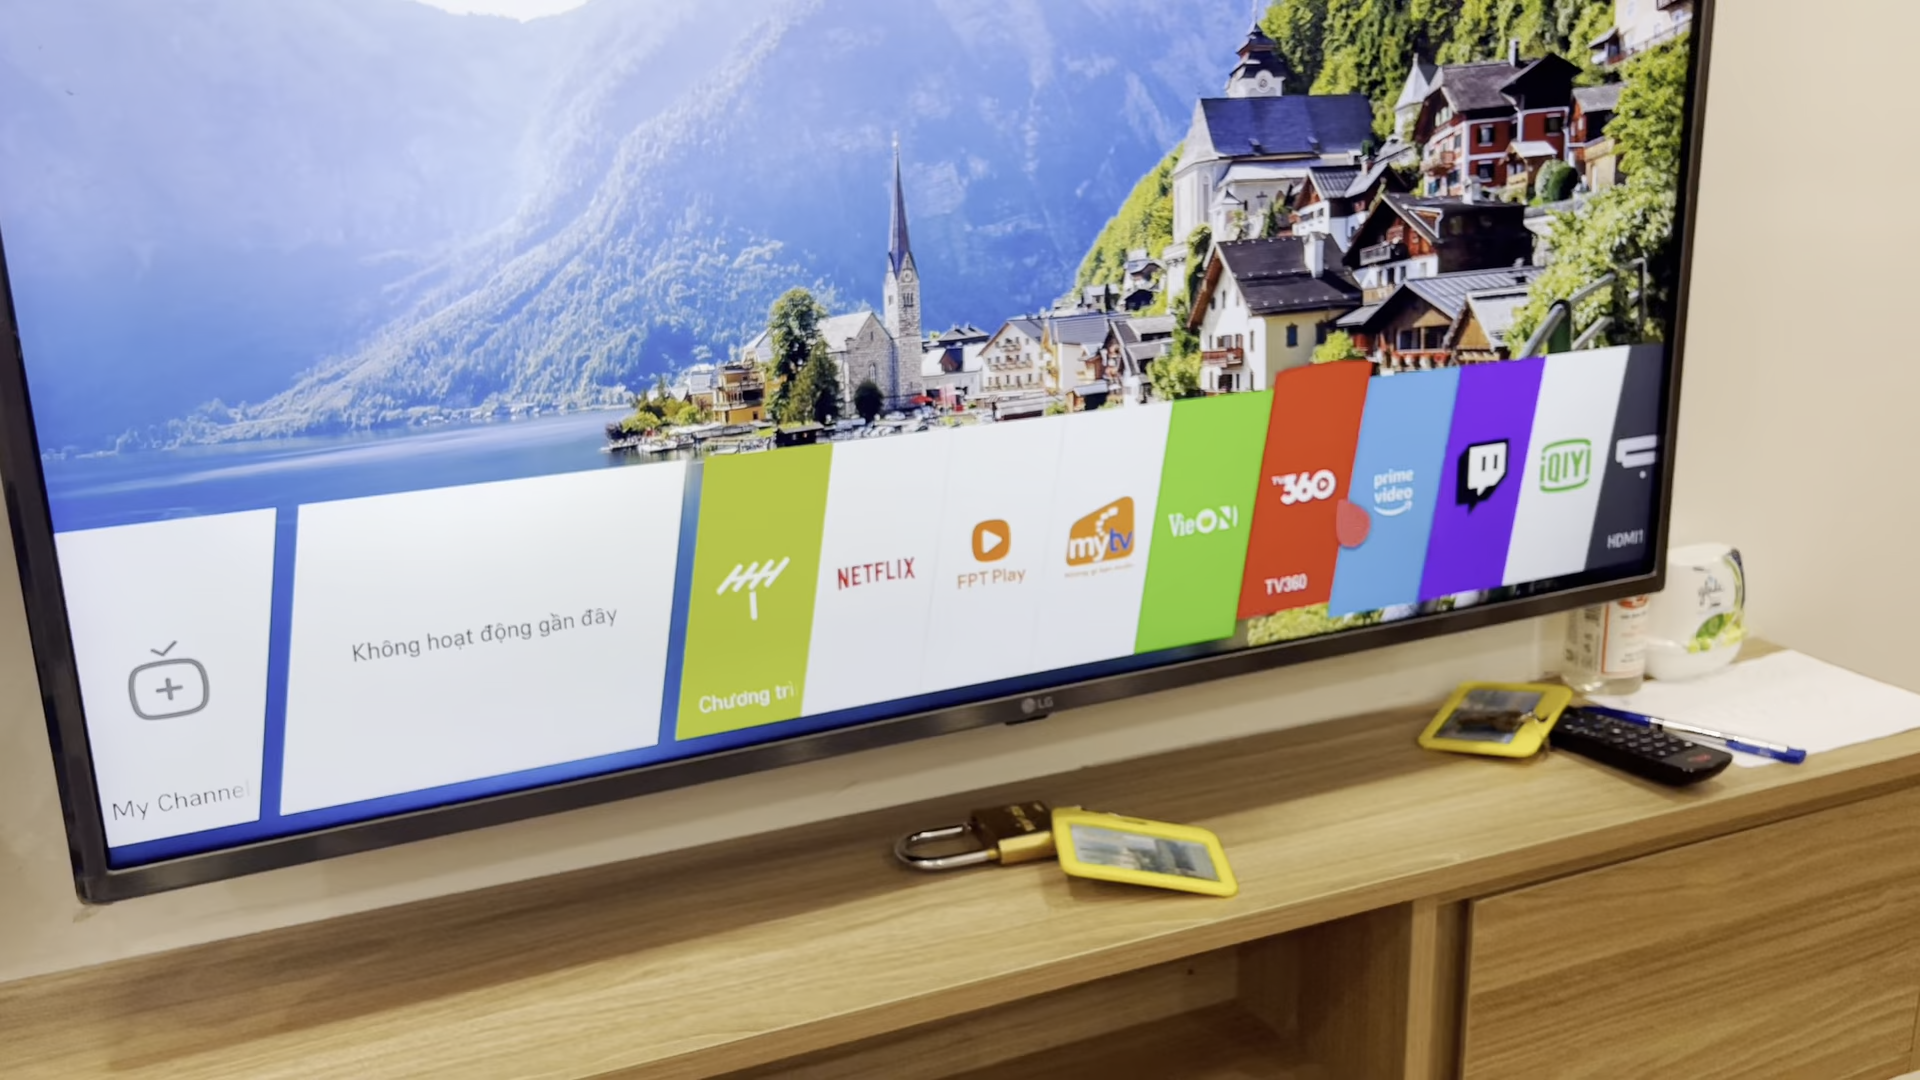 My Channel
Không hoạt động gần đây
Chương trì
NETFLIX
FPT Play
mytv
VieON
TV360
TV360
prime
video
iQIYI
HDMI1
LG
glade